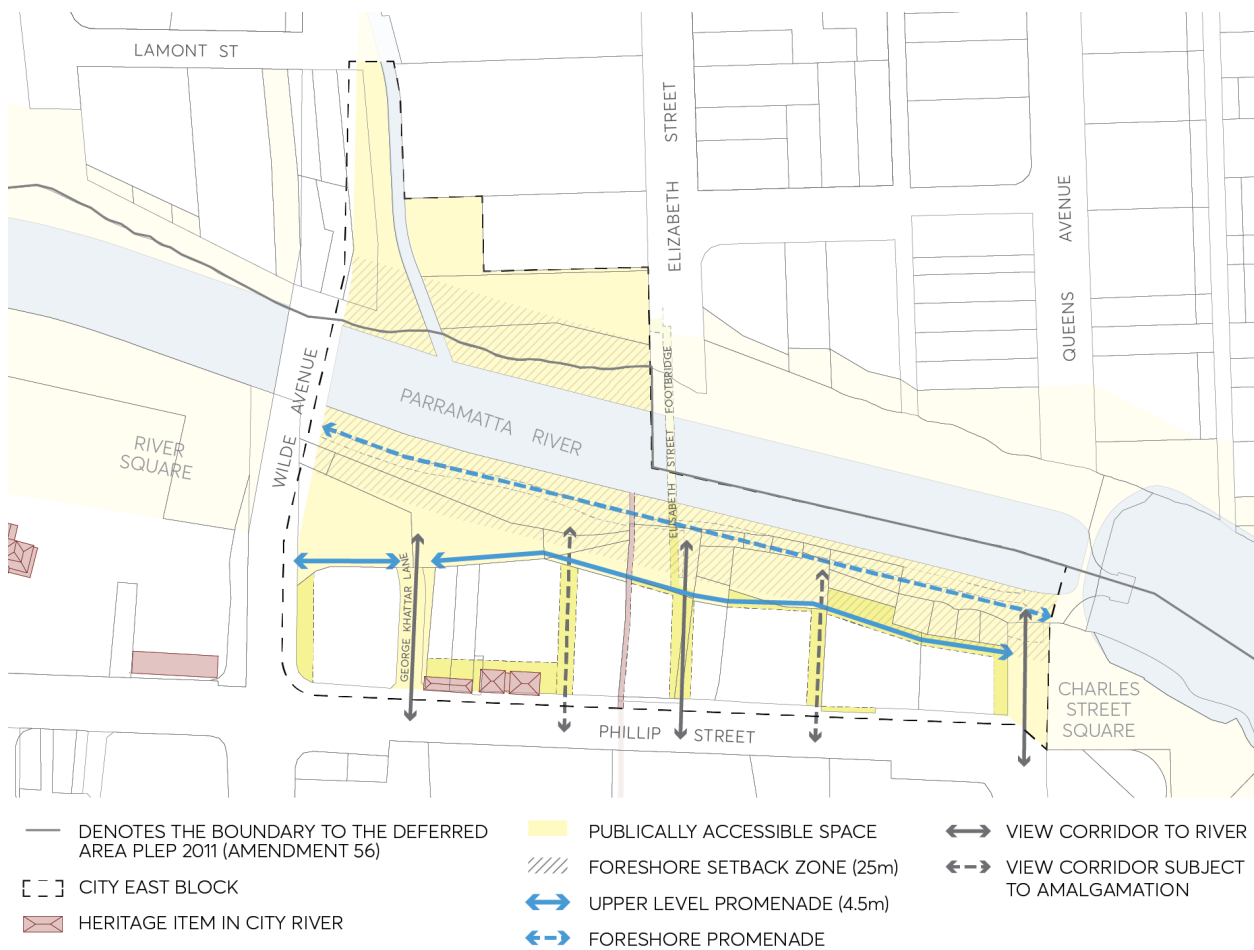 LAMONT ST
ELIZABETH STREET
QUEENS AVENUE
WILDE AVENUE
PARRAMATTA RIVER
RIVER
SQUARE
ELISABETH STREET FOOTBRIDGE
GEORGE KHATTAR LANE
PHILLIP STREET
CHARLES
STREET
SQUARE
DENOTES THE BOUNDARY TO THE DEFERRED
AREA PLEP 2011 (AMENDMENT 56)
CITY EAST BLOCK
HERITAGE ITEM IN CITY RIVER
PUBLICALLY ACCESSIBLE SPACE
FORESHORE SETBACK ZONE (25m)
UPPER LEVEL PROMENADE (4.5m)
FORESHORE PROMENADE
VIEW CORRIDOR TO RIVER
VIEW CORRIDOR SUBJECT
TO AMALGAMATION